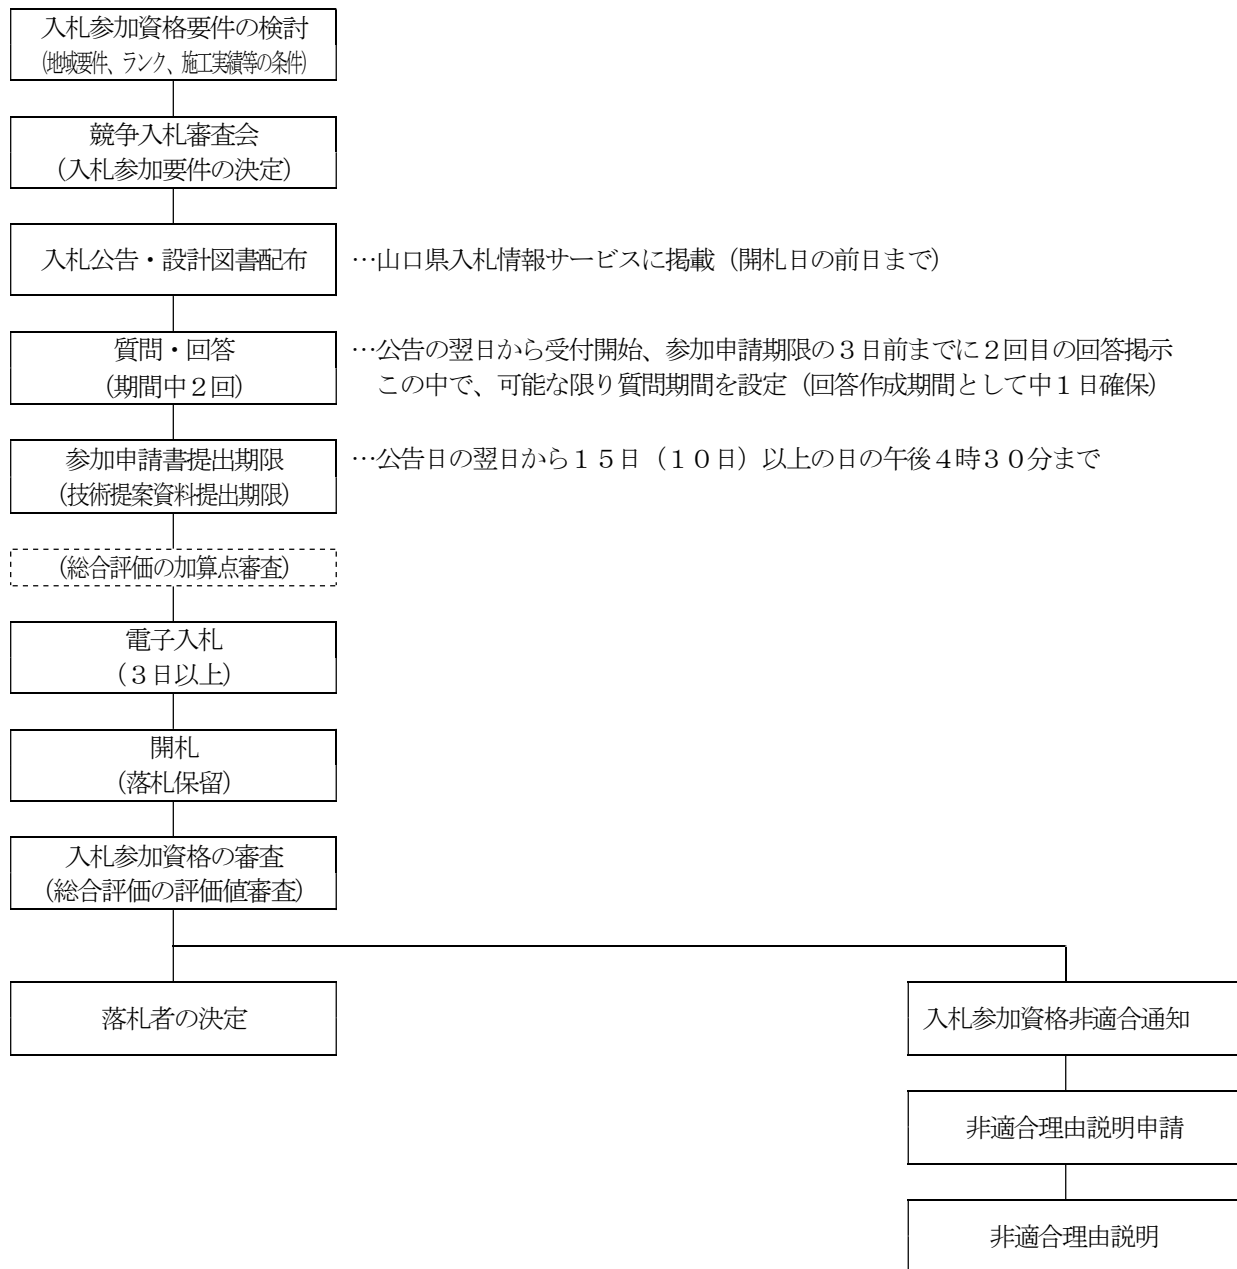 入札参加資格要件の検討
(地域要件、ランク、施工実績等の条件)
競争入札審査会
(入札参加要件の決定)
入札公告・設計図書配布
…山口県入札情報サービスに掲載（開札日の前日まで）
質問・回答
(期間中２回)
…公告の翌日から受付開始、参加申請期限の３日前までに２回目の回答掲示
この中で、可能な限り質問期間を設定（回答作成期間として中１日確保）
参加申請書提出期限
(技術提案資料提出期限)
…公告日の翌日から１５日（１０日）以上の日の午後４時３０分まで
(総合評価の加算点審査)
電子入札
（３日以上）
開札
(落札保留)
入札参加資格の審査
(総合評価の評価値審査)
落札者の決定
入札参加資格非適合通知
非適合理由説明申請
非適合理由説明